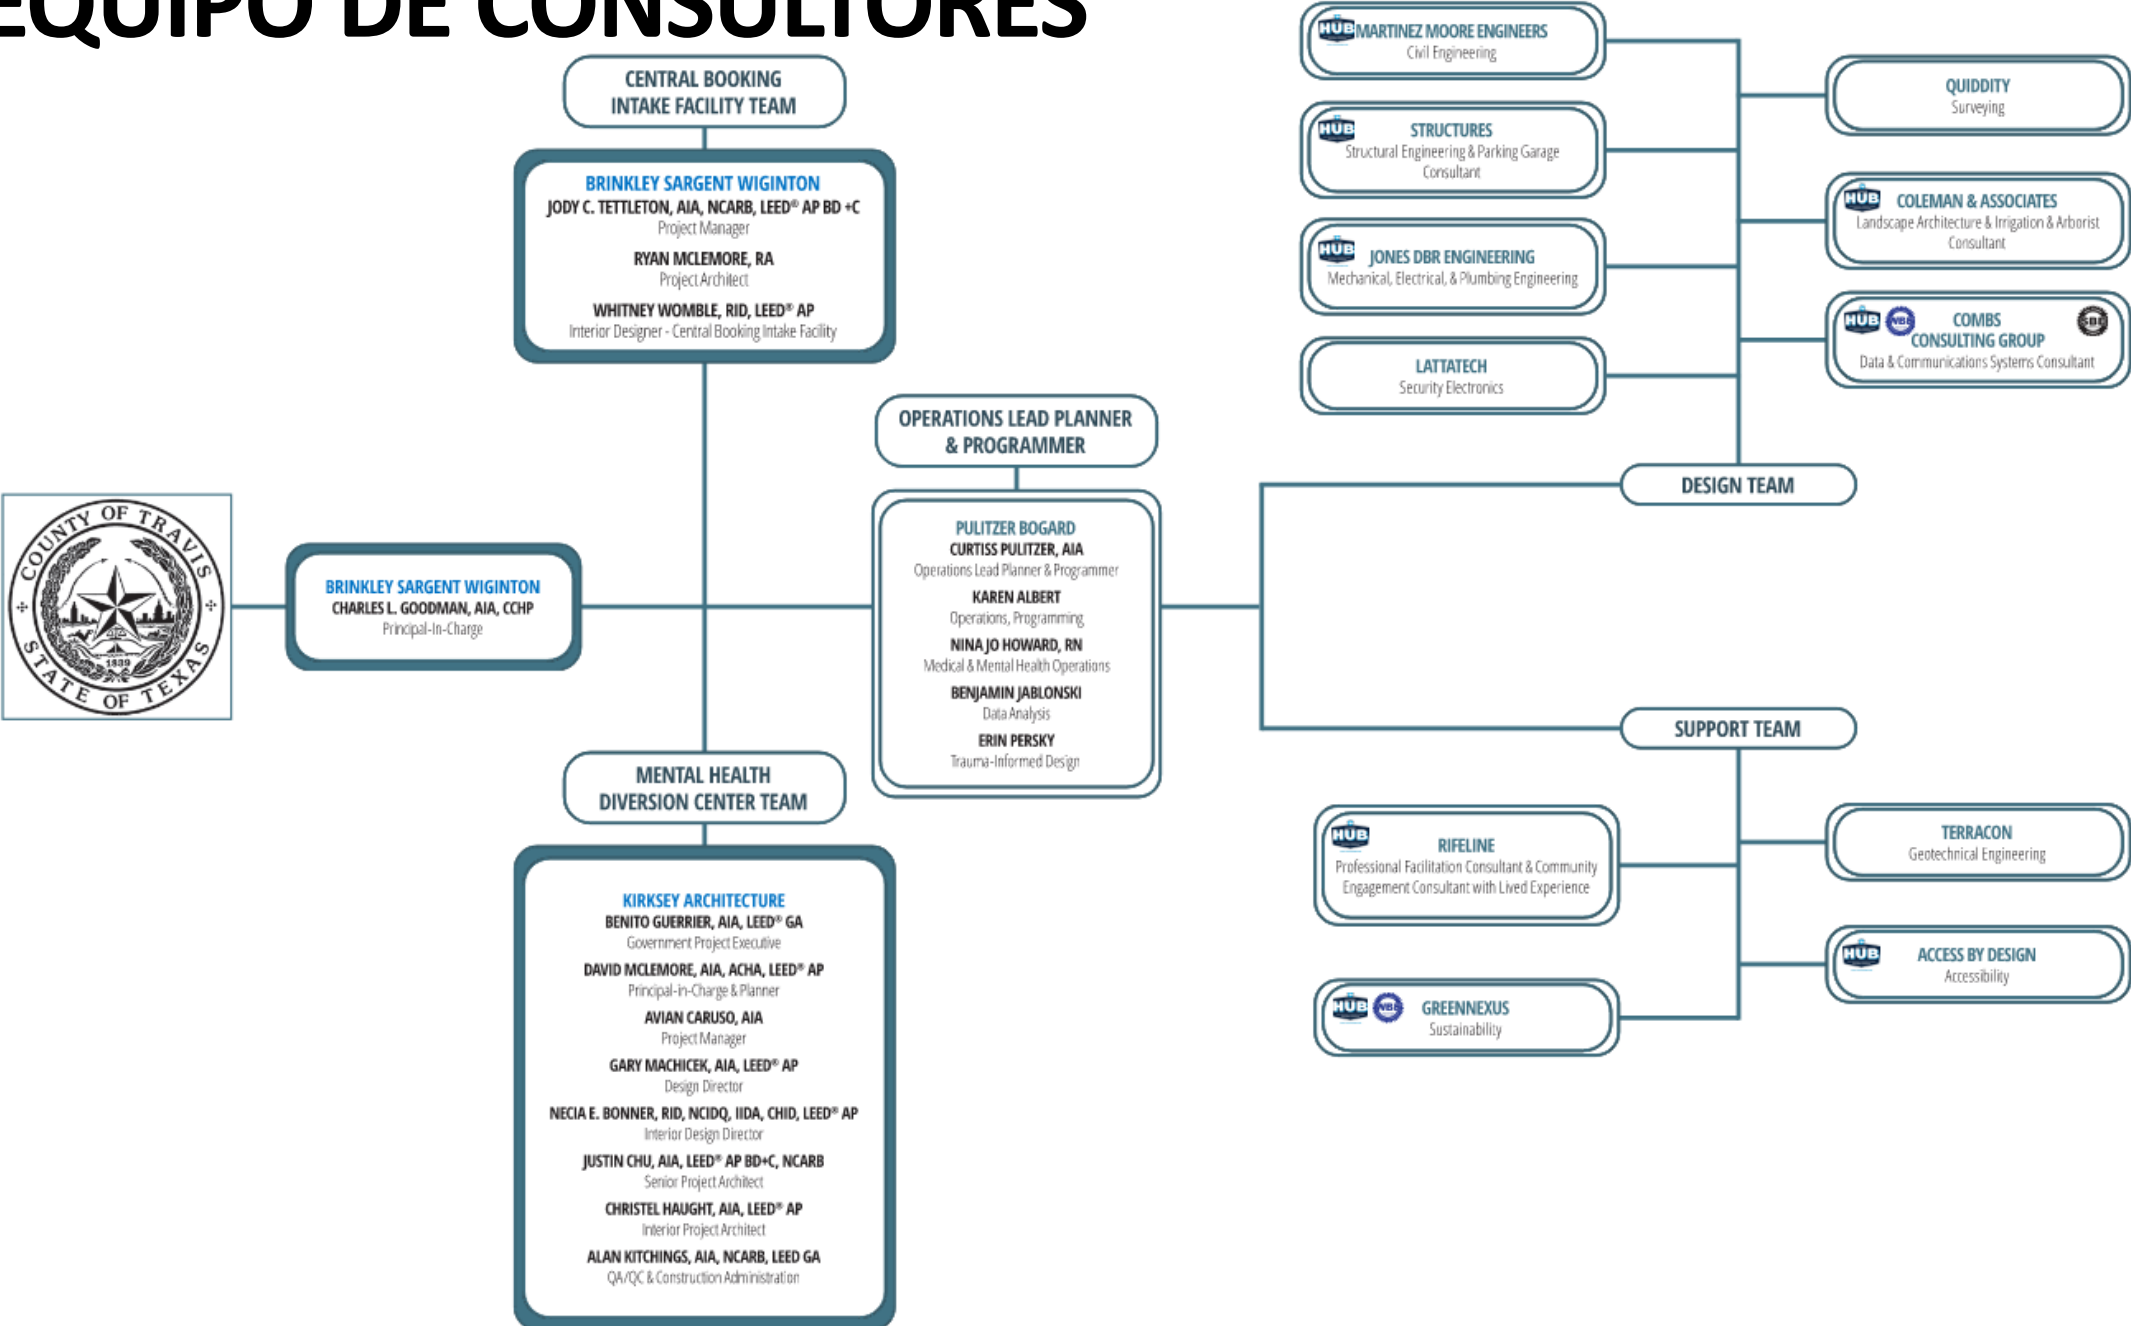 EQUIPO DE CONSULTORES
CENTRAL BOOKING
INTAKE FACILITY TEAM
BRINKLEY SARGENT WIGINTON
JODY C. TETTLETON, AIA, NCARB, LEED® AP BD +C
Project Manager
RYAN MCLEMORE, RA
Project Architect
WHITNEY WOMBLE, RID, LEED® AP
Interior Designer - Central Booking Intake Facility
COUNTY OF TRAVIS
STATE OF TEXAS
1839
BRINKLEY SARGENT WIGINTON
CHARLES L. GOODMAN, AIA, CCHP
Principal-In-Charge
OPERATIONS LEAD PLANNER
& PROGRAMMER
PULITZER BOGARD
CURTISS PULITZER, AIA
Operations Lead Planner & Programmer
KAREN ALBERT
Operations, Programming
NINA JO HOWARD, RN
Medical & Mental Health Operations
BENJAMIN JABLONSKI
Data Analysis
ERIN PERSKY
Trauma-Informed Design
MENTAL HEALTH
DIVERSION CENTER TEAM
KIRKSEY ARCHITECTURE
BENITO GUERRIER, AIA, LEED® GA
Government Project Executive
DAVID MCLEMORE, AIA, ACHA, LEED® AP
Principal-in-Charge & Planner
AVIAN CARUSO, AIA
Project Manager
GARY MACHICEK, AIA, LEED® AP
Design Director
NECIA E. BONNER, RID, NCIDQ, IIDA, CHID, LEED® AP
Interior Design Director
JUSTIN CHU, AIA, LEED® AP BD+C, NCARB
Senior Project Architect
CHRISTEL HAUGHT, AIA, LEED® AP
Interior Project Architect
ALAN KITCHINGS, AIA, NCARB, LEED GA
QA/QC & Construction Administration
HUB
MARTINEZ MOORE ENGINEERS
Civil Engineering
HUB
STRUCTURES
Structural Engineering & Parking Garage
Consultant
HUB
JONES DBR ENGINEERING
Mechanical, Electrical, & Plumbing Engineering
LATTATECH
Security Electronics
QUIDDITY
Surveying
HUB
COLEMAN & ASSOCIATES
Landscape Architecture & Irrigation & Arborist
Consultant
HUB WBE SBE
COMBS
CONSULTING GROUP
Data & Communications Systems Consultant
DESIGN TEAM
SUPPORT TEAM
HUB
RIFELINE
Professional Facilitation Consultant & Community
Engagement Consultant with Lived Experience
HUB WBE
GREENNEXUS
Sustainability
TERRACON
Geotechnical Engineering
HUB
ACCESS BY DESIGN
Accessibility